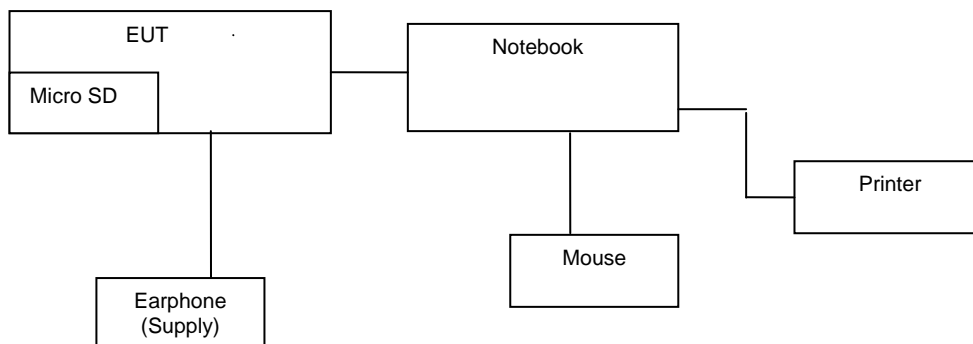 EUT
Notebook
Micro SD
Printer
Mouse
Earphone
(Supply)